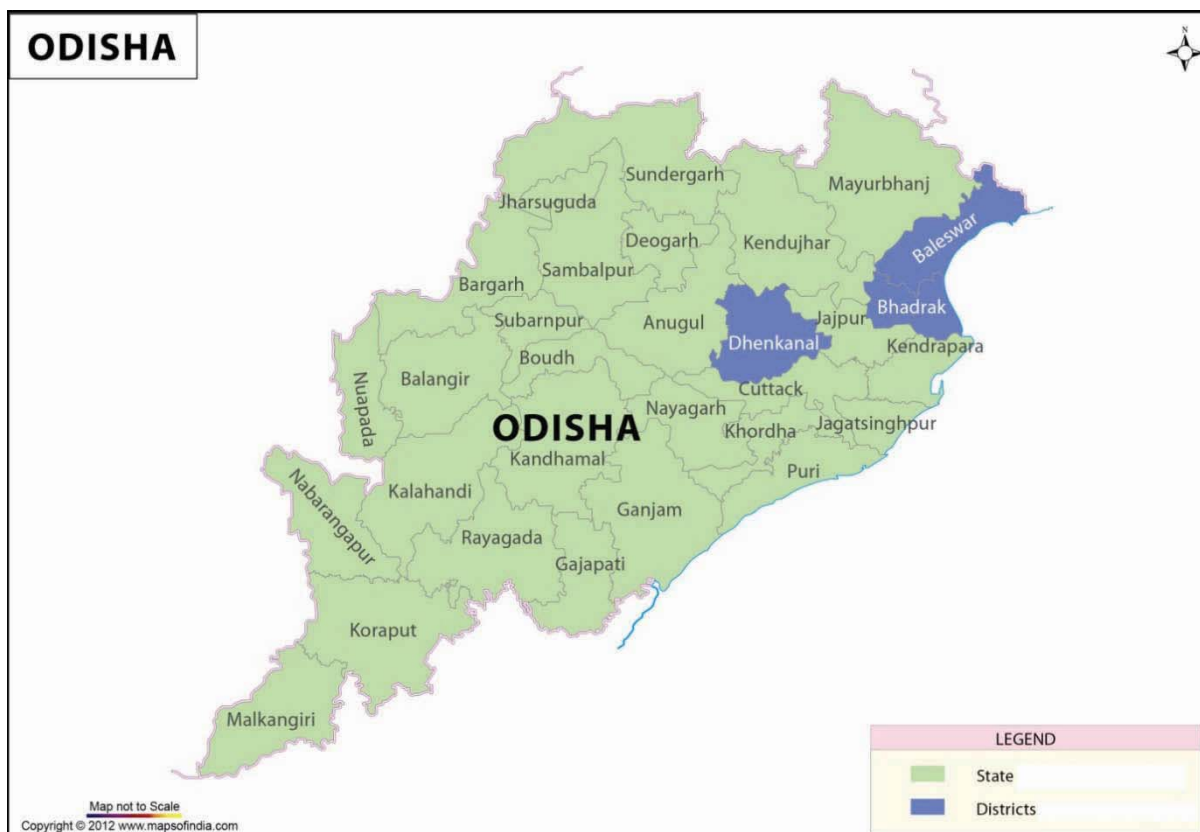 ODISHA
N
Sundergarh
Mayurbhanj
Jharsuguda
Deogarh
Kendujhar
Baleswar
Sambalpur
Bargarh
Bhadrak
Subarnpur
Anugul
Jajpur
Dhenkanal
Kendrapara
Boudh
Balangir
Cuttack
Nuapada
Nayagarh
Jagatsinghpur
ODISHA
Khordha
Kandhamal
Puri
Kalahandi
Nabarangapur
Ganjam
Rayagada
Gajapati
Koraput
Malkangiri
LEGEND
State
Districts
Map not to Scale
Copyright © 2012 www.mapsofindia.com